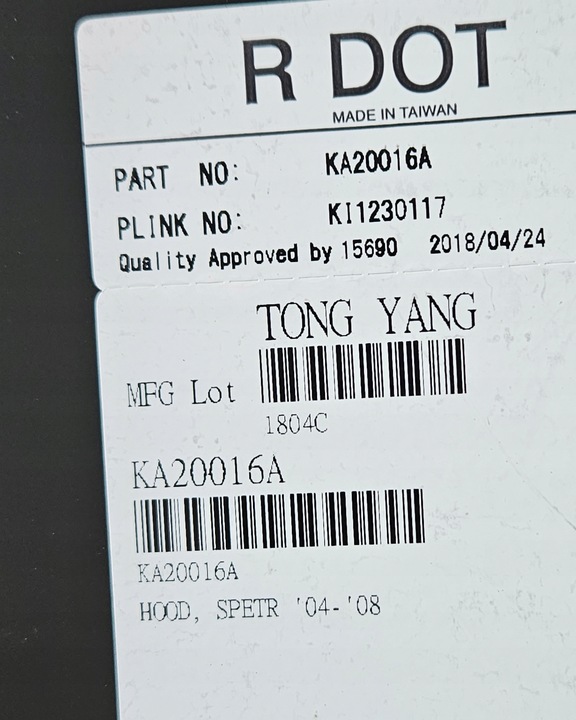 R DOT
MADE IN TAIWAN
PART NO: KA20016A
PLINK NO: KI1230117
Quality Approved by 15690 2018/04/24
TONG YANG
MFG Lot
1804C
KA20016A
KA20016A
HOOD, SPETR '04-'08